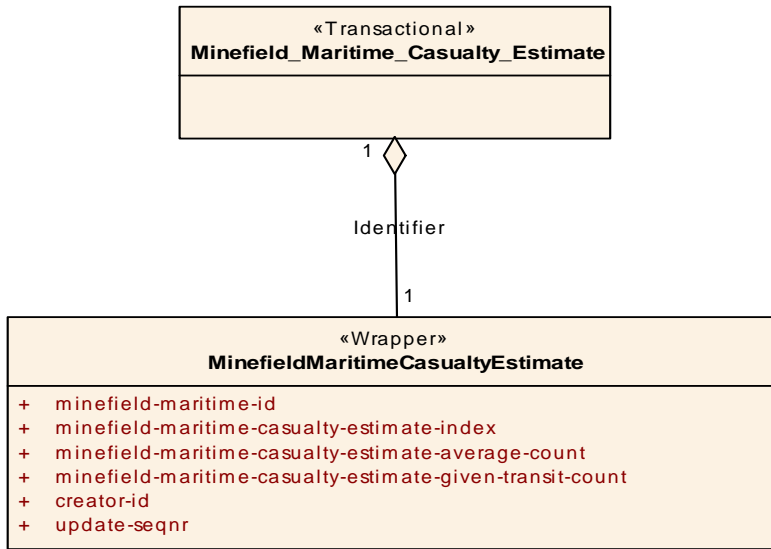 «Transactional»
Minefield_Maritime_Casualty_Estimate
1
Identifier
1
«Wrapper»
MinefieldMaritimeCasualtyEstimate
+ minefield-maritime-id
+ minefield-maritime-casualty-estimate-index
+ minefield-maritime-casualty-estimate-average-count
+ minefield-maritime-casualty-estimate-given-transit-count
+ creator-id
+ update-seqnr